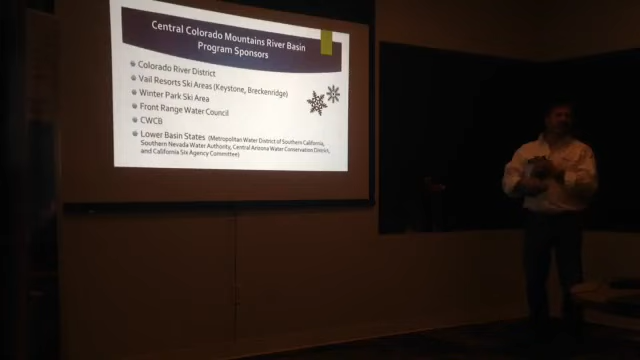 Central Colorado Mountains River Basin
Program Sponsors
Colorado River District
Vail Resorts Ski Areas (Keystone, Breckenridge)
Winter Park Ski Area
Front Range Water Council
CWCB
Lower Basin States (Metropolitan Water District of Southern California,
Southern Nevada Water Authority, Central Arizona Water Conservation District,
and California Six Agency Committee)